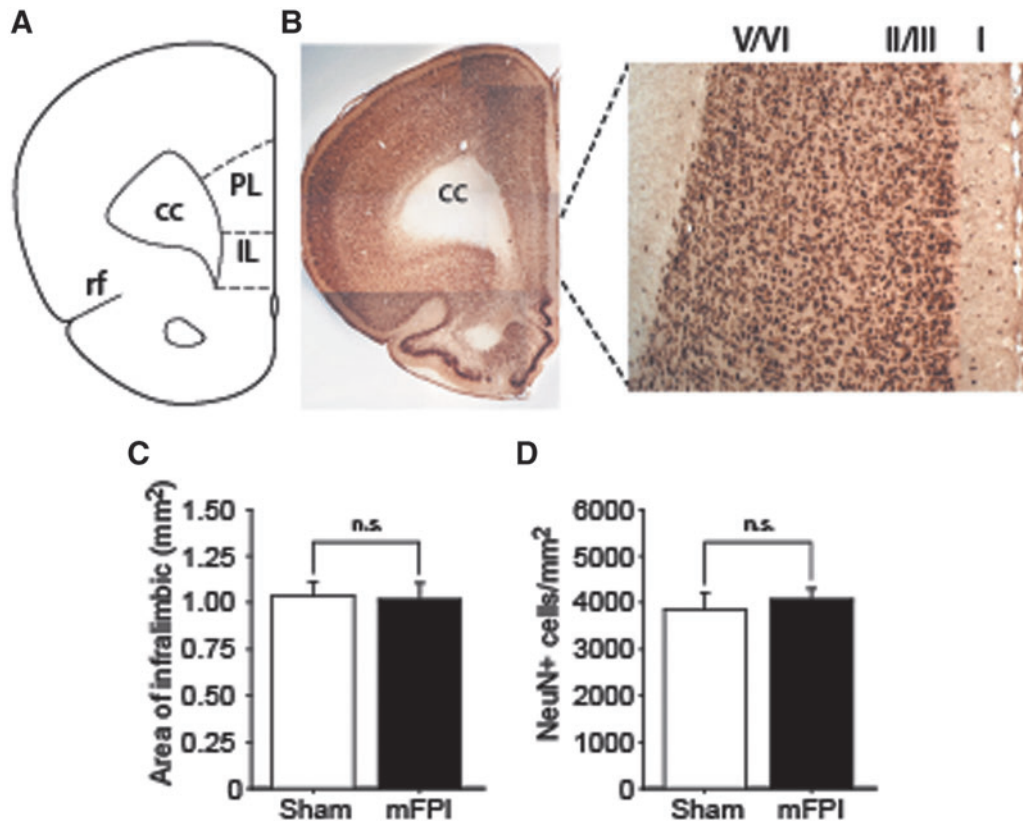 A
PL
cc
IL
rf
B
cc
V/VI II/III I
C
Area of infralimbic (mm²)
1.50
1.25
1.00
0.75
0.50
0.25
0
n.s.
Sham mFPI
D
NeuN+ cells/mm²
6000
5000
4000
3000
2000
1000
0
n.s.
Sham mFPI